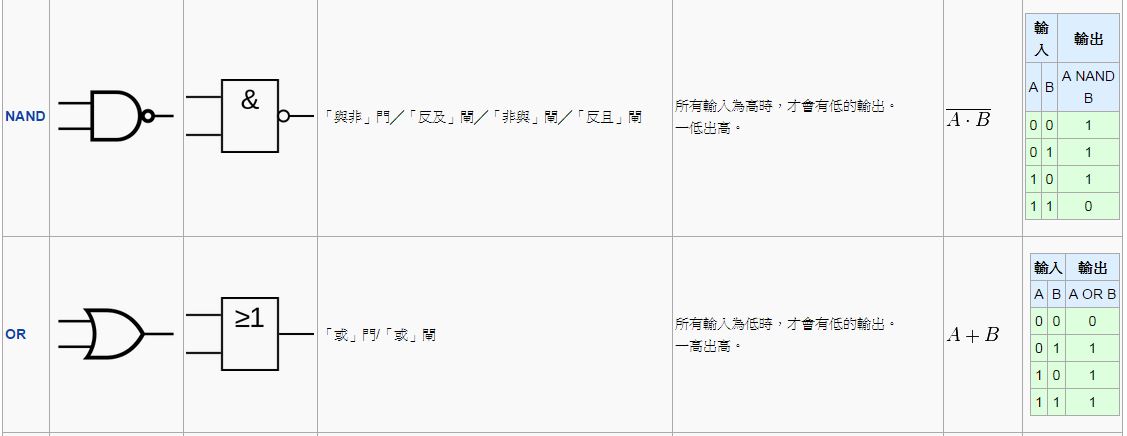 NAND
&
「與非」門╱「反及」閘╱「非與」閘╱「反且」閘
所有輸入為高時，才會有低的輸出。
一低出高。
A · B
輸入 輸出
A B A NAND B
0 0 1
0 1 1
1 0 1
1 1 0
OR
≥1
「或」門/「或」閘
所有輸入為低時，才會有低的輸出。
一高出高。
A + B
輸入 輸出
A B A OR B
0 0 0
0 1 1
1 0 1
1 1 1